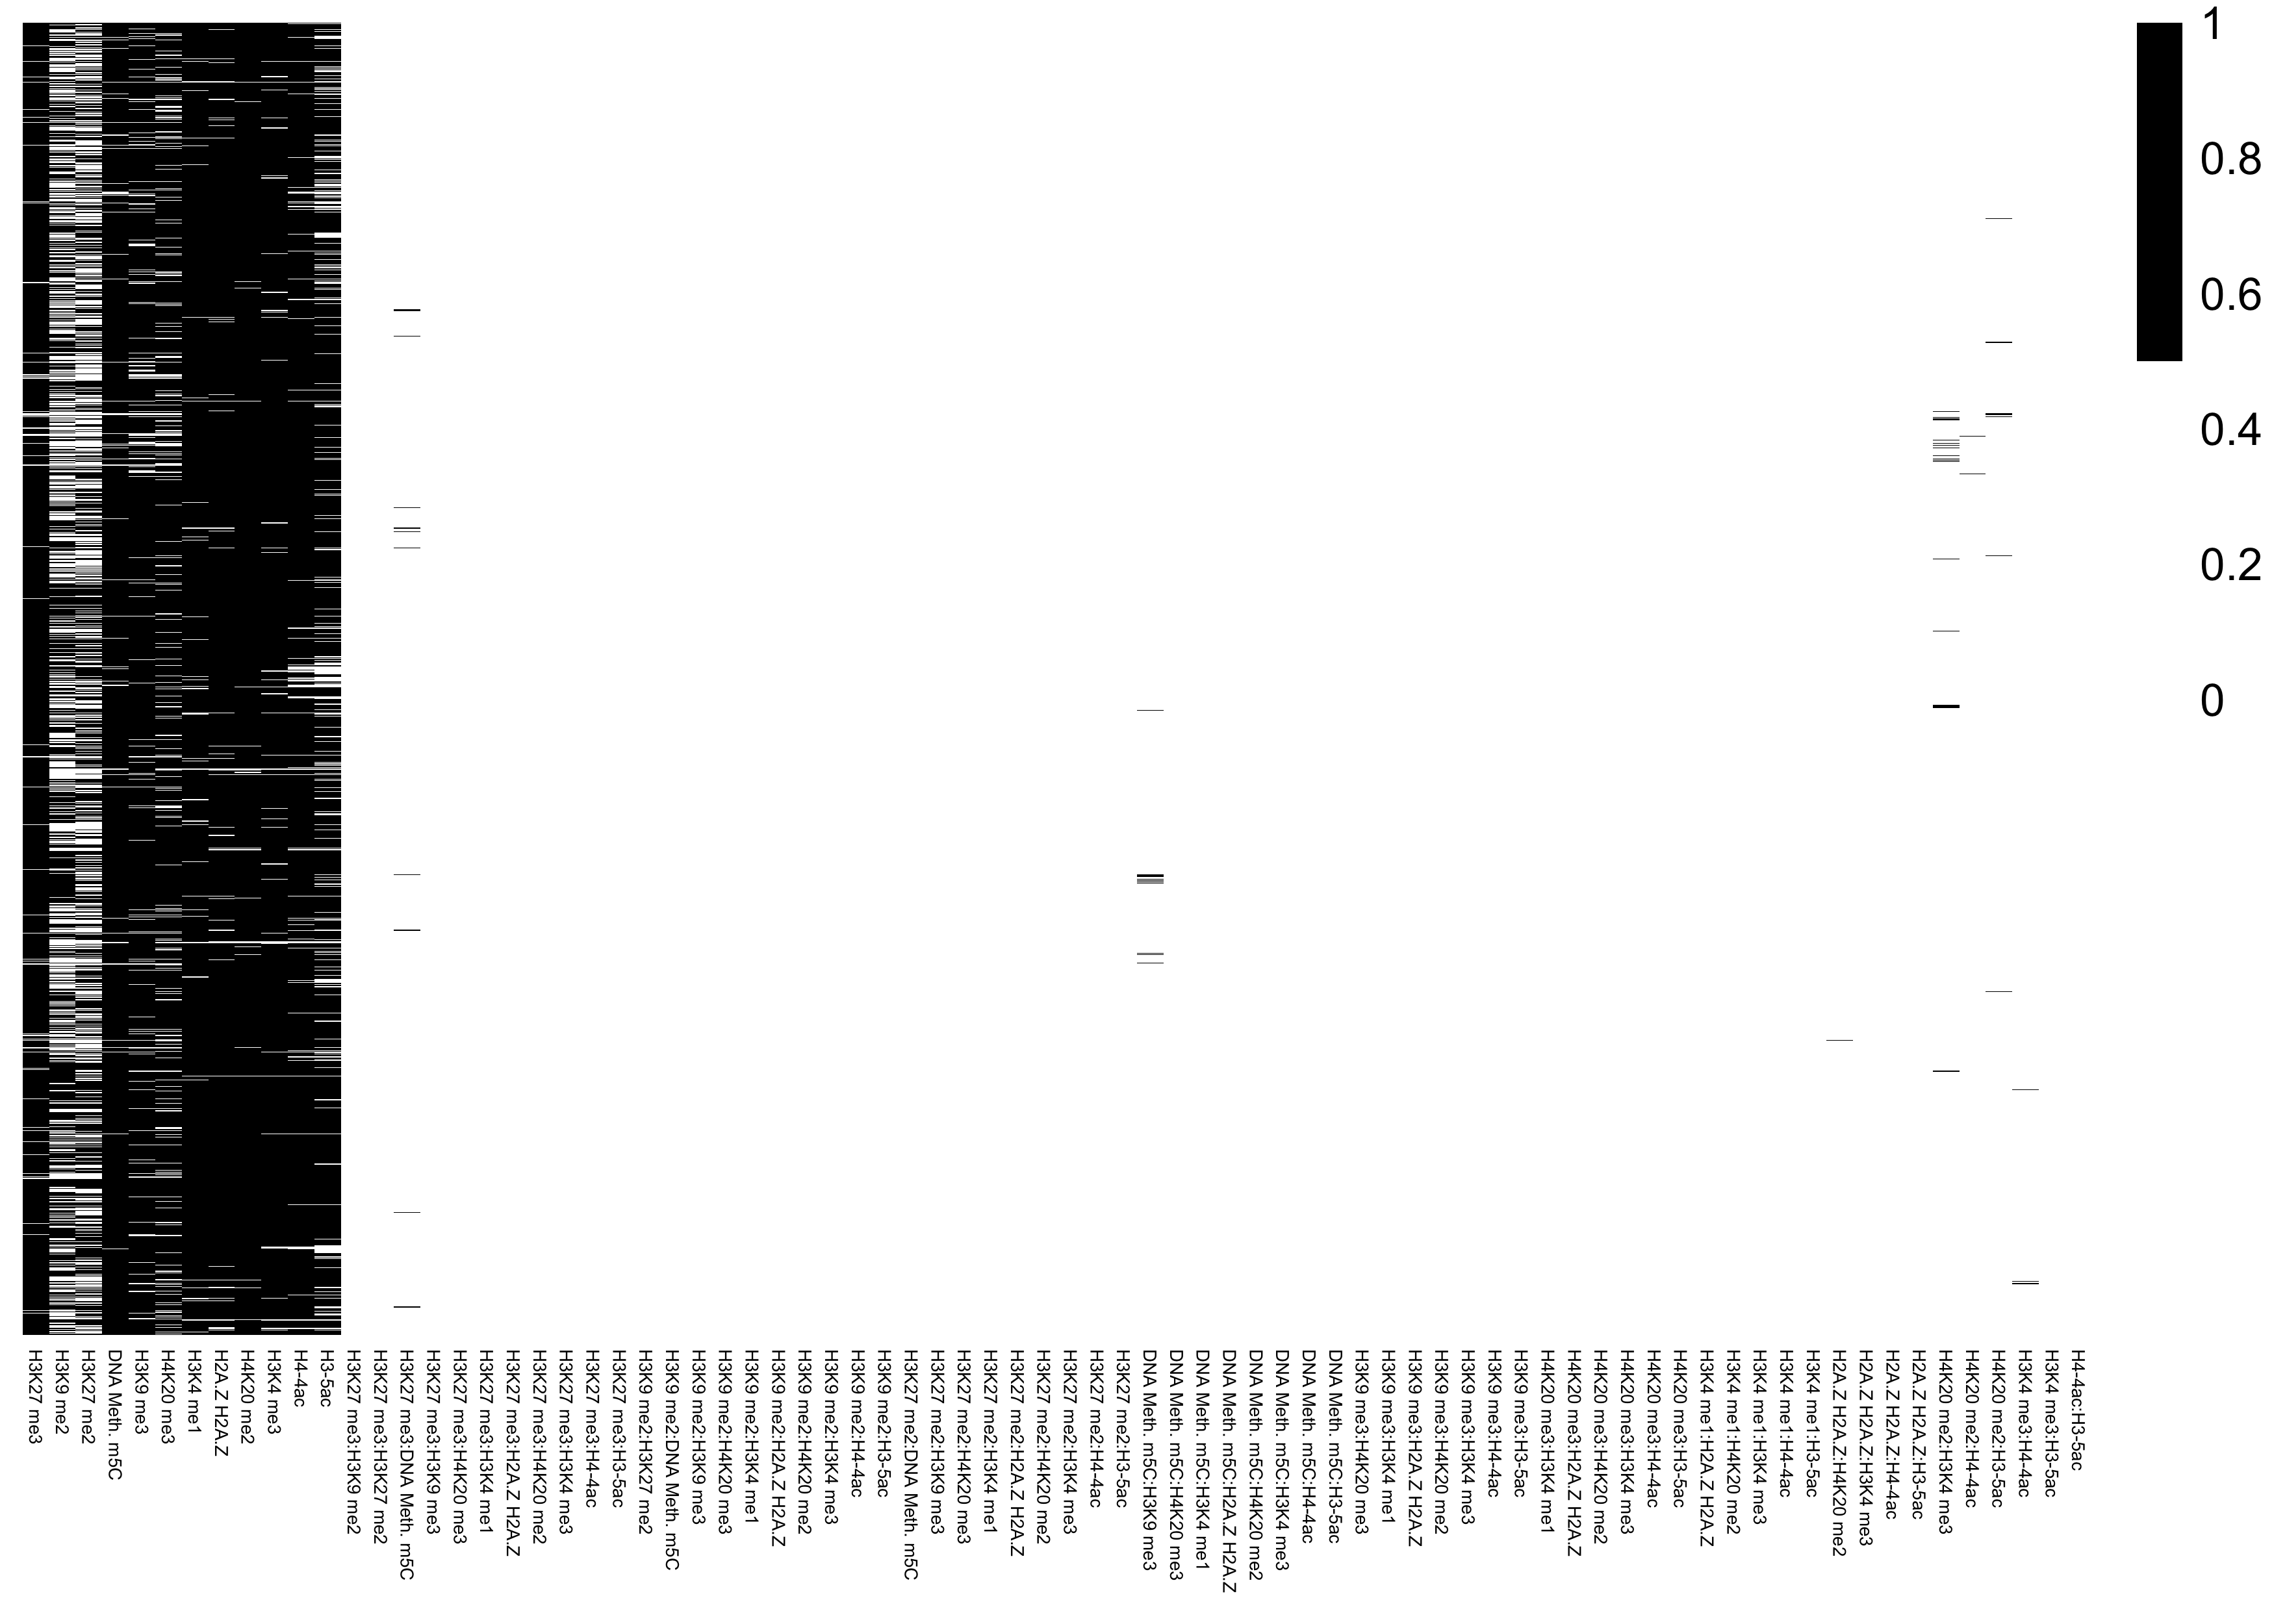 1
0.8
0.6
0.4
0.2
0
H3K27 me3
H3K9 me2
H3K27 me2
DNA Meth. m5C
H3K9 me3
H4K20 me3
H3K4 me1
H2A.Z H2A.Z
H4K20 me2
H3K4 me3
H4-4ac
H3-5ac
H3K27 me3:H3K9 me2
H3K27 me3:H3K27 me2
H3K27 me3:DNA Meth. m5C
H3K27 me3:H3K9 me3
H3K27 me3:H4K20 me3
H3K27 me3:H3K4 me1
H3K27 me3:H2A.Z H2A.Z
H3K27 me3:H4K20 me2
H3K27 me3:H3K4 me3
H3K27 me3:H4-4ac
H3K27 me3:H3-5ac
H3K9 me2:H3K27 me2
H3K9 me2:DNA Meth. m5C
H3K9 me2:H3K9 me3
H3K9 me2:H4K20 me3
H3K9 me2:H3K4 me1
H3K9 me2:H2A.Z H2A.Z
H3K9 me2:H4K20 me2
H3K9 me2:H3K4 me3
H3K9 me2:H4-4ac
H3K9 me2:H3-5ac
H3K27 me2:DNA Meth. m5C
H3K27 me2:H3K9 me3
H3K27 me2:H4K20 me3
H3K27 me2:H3K4 me1
H3K27 me2:H2A.Z H2A.Z
H3K27 me2:H4K20 me2
H3K27 me2:H3K4 me3
H3K27 me2:H4-4ac
H3K27 me2:H3-5ac
DNA Meth. m5C:H3K9 me3
DNA Meth. m5C:H4K20 me3
DNA Meth. m5C:H3K4 me1
DNA Meth. m5C:H2A.Z H2A.Z
DNA Meth. m5C:H4K20 me2
DNA Meth. m5C:H3K4 me3
DNA Meth. m5C:H4-4ac
DNA Meth. m5C:H3-5ac
H3K9 me3:H4K20 me3
H3K9 me3:H3K4 me1
H3K9 me3:H2A.Z H2A.Z
H3K9 me3:H4K20 me2
H3K9 me3:H3K4 me3
H3K9 me3:H4-4ac
H3K9 me3:H3-5ac
H4K20 me3:H3K4 me1
H4K20 me3:H2A.Z H2A.Z
H4K20 me3:H4K20 me2
H4K20 me3:H3K4 me3
H4K20 me3:H4-4ac
H4K20 me3:H3-5ac
H3K4 me1:H2A.Z H2A.Z
H3K4 me1:H4K20 me2
H3K4 me1:H3K4 me3
H3K4 me1:H4-4ac
H3K4 me1:H3-5ac
H2A.Z H2A.Z:H4K20 me2
H2A.Z H2A.Z:H3K4 me3
H2A.Z H2A.Z:H4-4ac
H2A.Z H2A.Z:H3-5ac
H4K20 me2:H3K4 me3
H4K20 me2:H4-4ac
H4K20 me2:H3-5ac
H3K4 me3:H4-4ac
H3K4 me3:H3-5ac
H4-4ac:H3-5ac